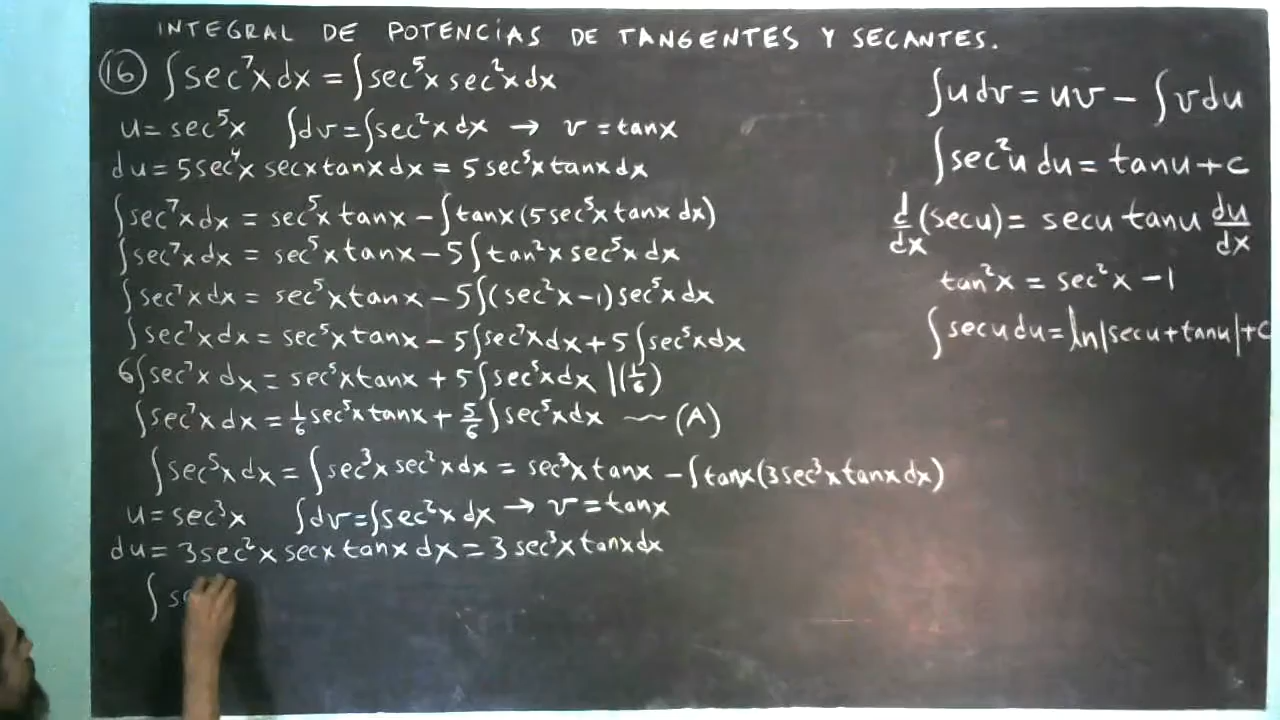 INTEGRAL DE POTENCIAS DE TANGENTES Y SECANTES.
(16) ∫sec⁷x dx = ∫sec⁵x sec²x dx
u = sec⁵x ∫dv = ∫sec²x dx → v = tanx
du = 5sec⁴x secx tanx dx = 5 sec⁵x tanx dx
∫sec⁷x dx = sec⁵x tanx − ∫tanx (5sec⁵x tanx dx)
∫sec⁷x dx = sec⁵x tanx − 5∫tan²x sec⁵x dx
∫sec⁷x dx = sec⁵x tanx − 5∫(sec²x − 1) sec⁵x dx
∫sec⁷x dx = sec⁵x tanx − 5∫sec⁷x dx + 5∫sec⁵x dx
6∫sec⁷x dx = sec⁵x tanx + 5∫sec⁵x dx |(1/6)
∫sec⁷x dx = 1/6 sec⁵x tanx + 5/6 ∫sec⁵x dx ~ (A)
∫sec⁵x dx = ∫sec³x sec²x dx = sec³x tanx − ∫tanx (3sec³x tanx dx)
u = sec³x ∫dv = ∫sec²x dx → v = tanx
du = 3sec²x secx tanx dx = 3 sec³x tanx dx
∫ se
∫u dv = uv − ∫v du
∫sec²u du = tanu + c
d/dx (secu) = secu tanu du/dx
tan²x = sec²x − 1
∫secu du = ln|secu + tanu| + c